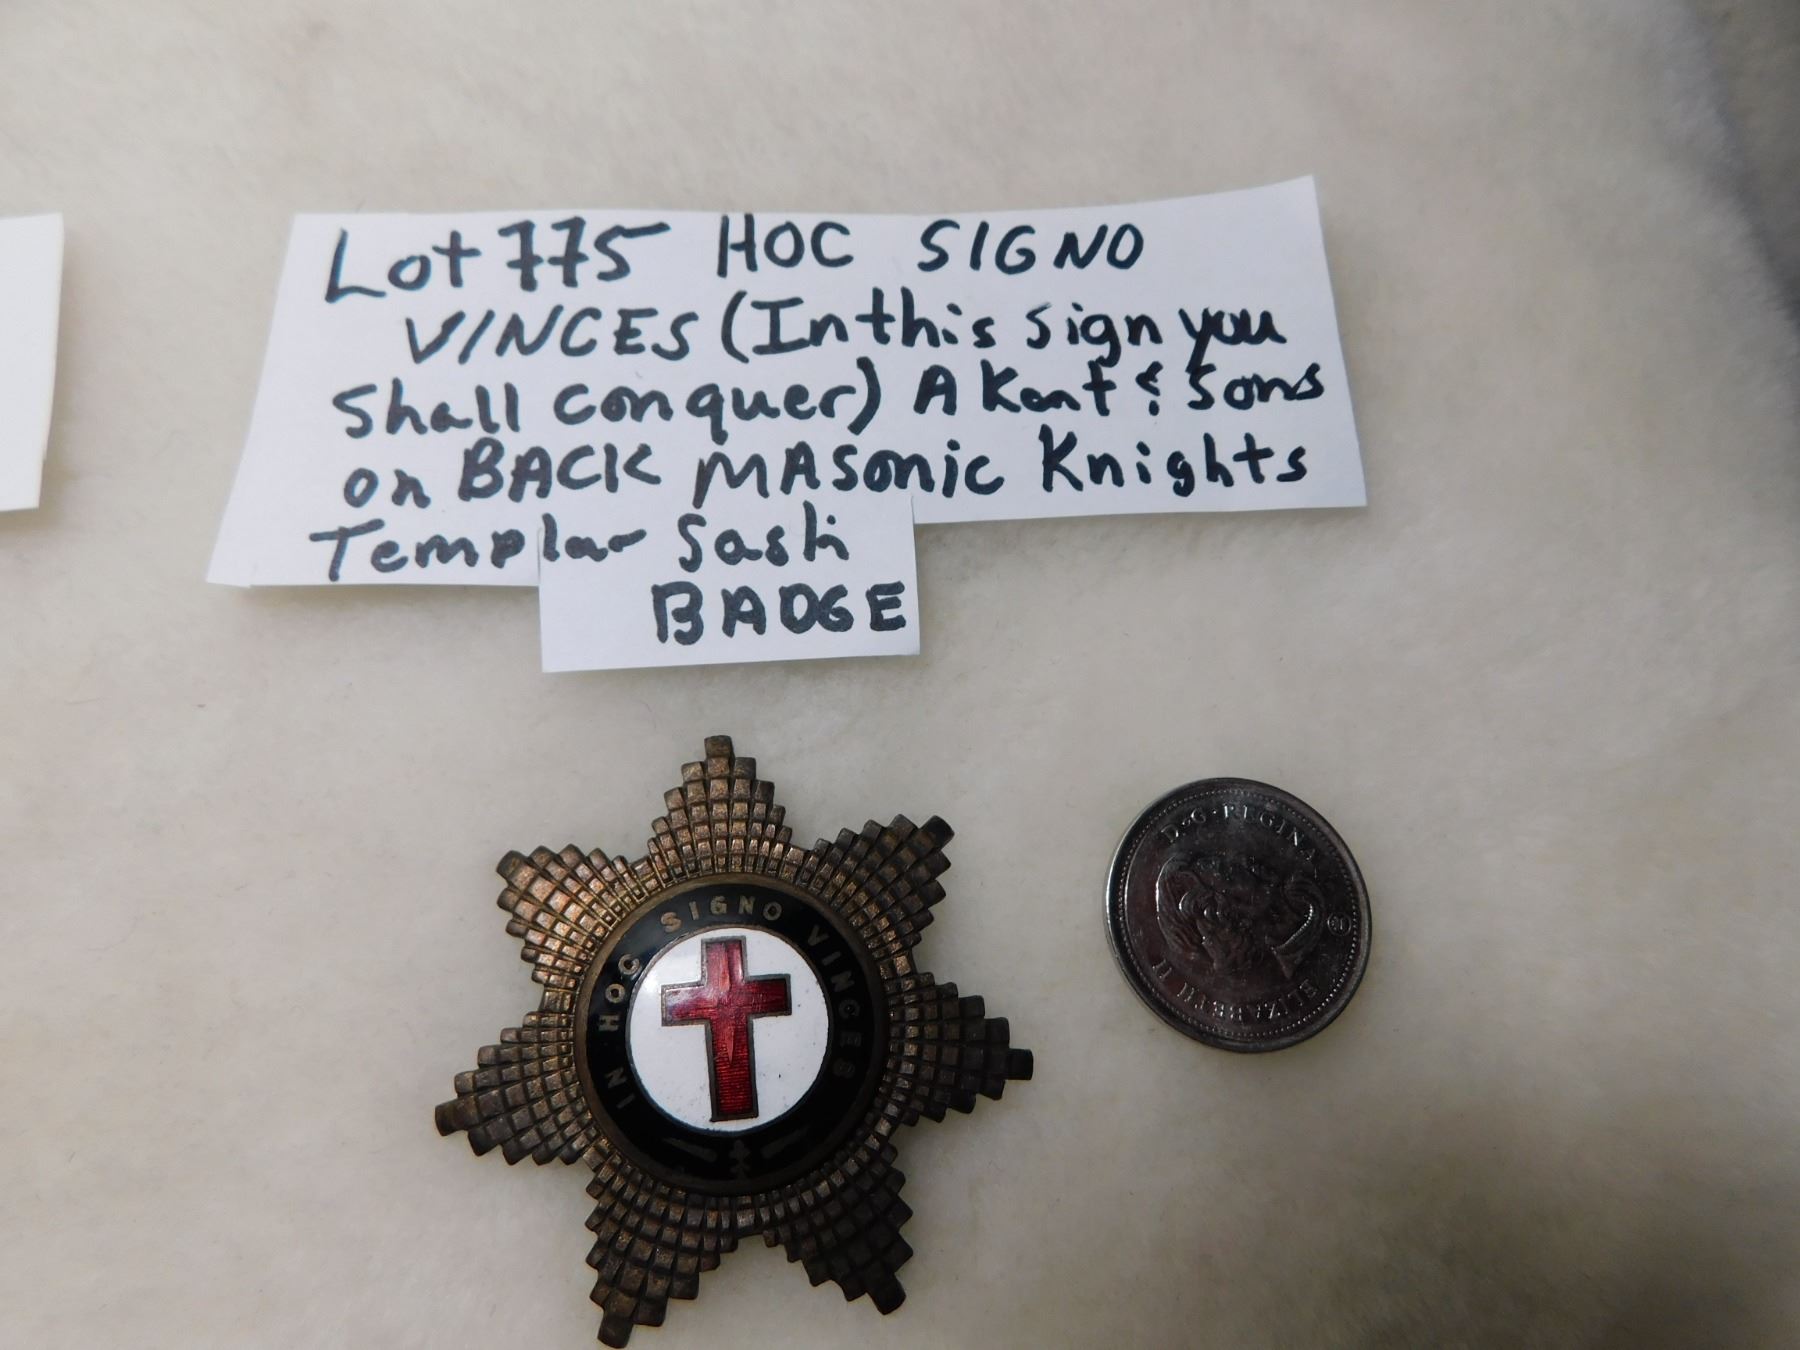 Lot 775 HOC SIGNO
VINCES (In this sign you
Shall conquer) A Kent & Sons
on BACK MASonic Knights
Templar Sash
BADGE
IN HOC SIGNO VINCES
D·G·REGINA
ELIZABETH II